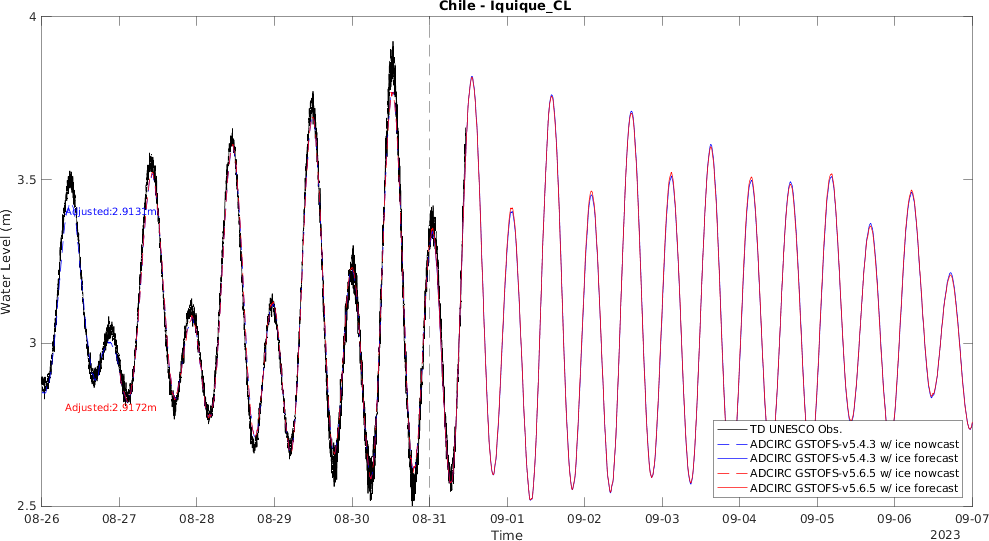 Chile - Iquique_CL
4
3.5
3
2.5
Water Level (m)
Adjusted:2.9131m
Adjusted:2.9172m
TD UNESCO Obs.
ADCIRC GSTOFS-v5.4.3 w/ ice nowcast
ADCIRC GSTOFS-v5.4.3 w/ ice forecast
ADCIRC GSTOFS-v5.6.5 w/ ice nowcast
ADCIRC GSTOFS-v5.6.5 w/ ice forecast
08-26 08-27 08-28 08-29 08-30 08-31 09-01 09-02 09-03 09-04 09-05 09-06 09-07
Time
2023